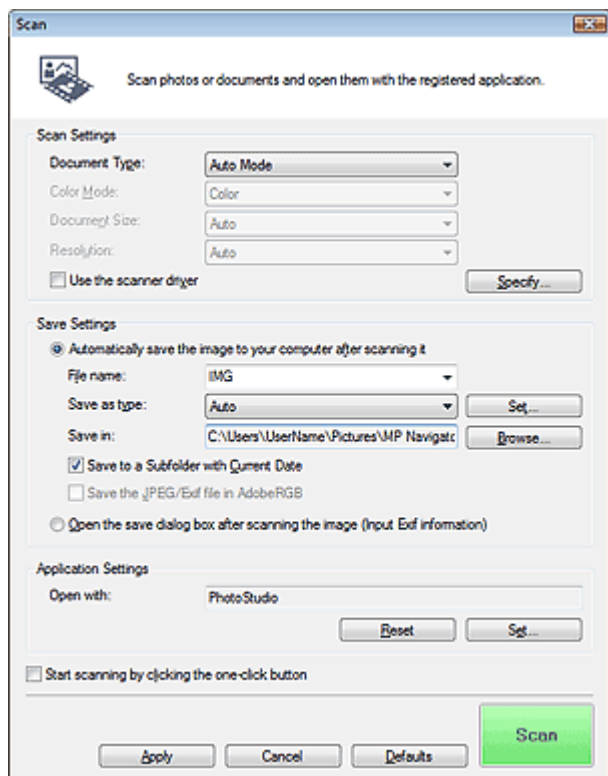 Scan
Scan photos or documents and open them with the registered application.
Scan Settings
Document Type: Auto Mode
Color Mode: Color
Document Size: Auto
Resolution: Auto
Use the scanner driver Specify...
Save Settings
Automatically save the image to your computer after scanning it
File name: IMG
Save as type: Auto Set...
Save in: C:\Users\UserName\Pictures\MP Navigato Browse...
Save to a Subfolder with Current Date
Save the JPEG/Exif file in AdobeRGB
Open the save dialog box after scanning the image (Input Exif information)
Application Settings
Open with: PhotoStudio
Reset Set...
Start scanning by clicking the one-click button
Scan
Apply Cancel Defaults